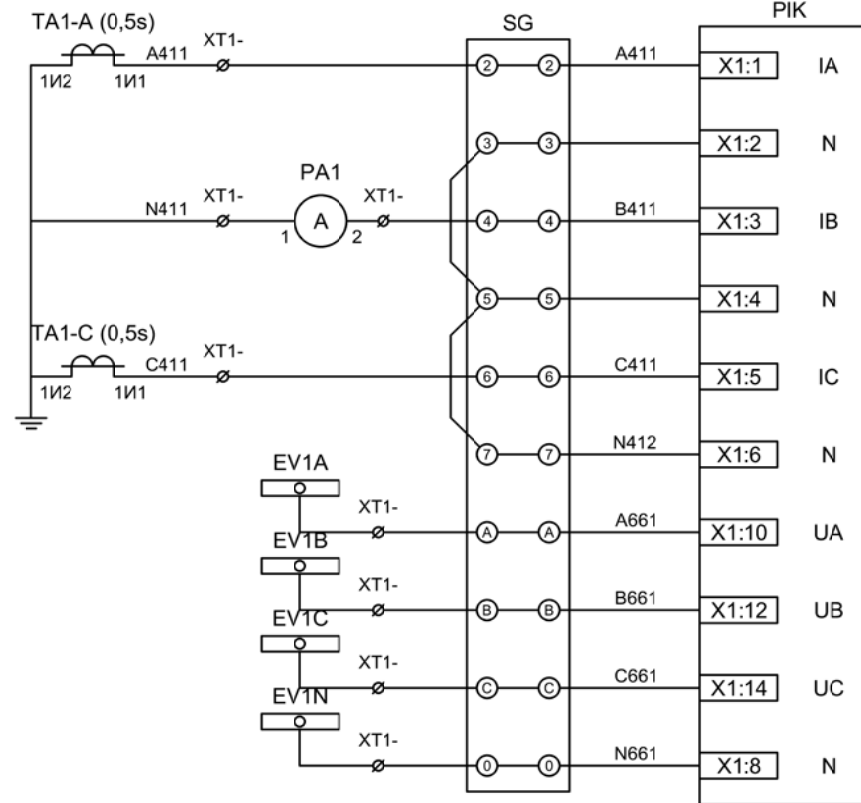 PIK
SG
TA1-A (0,5s)
1И2
1И1
A411
XT1-
2
2
A411
X1:1
IA
3
3
X1:2
N
PA1
N411
XT1-
1
A
2
XT1-
4
4
B411
X1:3
IB
5
5
X1:4
N
TA1-C (0,5s)
1И2
1И1
C411
XT1-
6
6
C411
X1:5
IC
7
7
N412
X1:6
N
EV1A
XT1-
A
A
A661
X1:10
UA
EV1B
XT1-
B
B
B661
X1:12
UB
EV1C
XT1-
C
C
C661
X1:14
UC
EV1N
XT1-
0
0
N661
X1:8
N